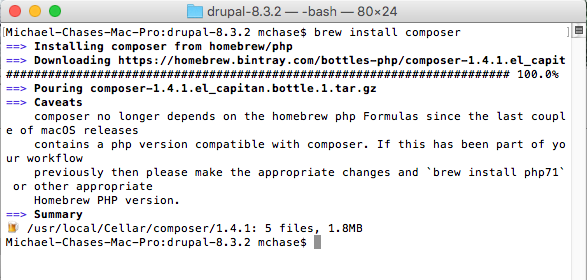 drupal-8.3.2 — -bash — 80×24
Michael-Chases-Mac-Pro:drupal-8.3.2 mchase$ brew install composer
==> Installing composer from homebrew/php
==> Downloading https://homebrew.bintray.com/bottles-php/composer-1.4.1.el_capit
######################################################################## 100.0%
==> Pouring composer-1.4.1.el_capitan.bottle.1.tar.gz
==> Caveats
composer no longer depends on the homebrew php Formulas since the last coupl
e of macOS releases
contains a php version compatible with composer. If this has been part of yo
ur workflow
previously then please make the appropriate changes and `brew install php71`
or other appropriate
Homebrew PHP version.
==> Summary
🍺 /usr/local/Cellar/composer/1.4.1: 5 files, 1.8MB
Michael-Chases-Mac-Pro:drupal-8.3.2 mchase$